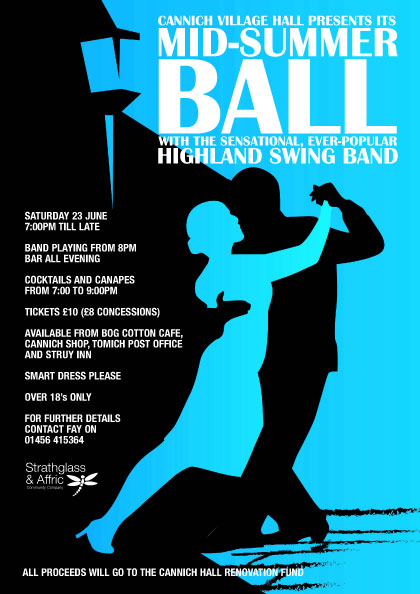 CANNICH VILLAGE HALL PRESENTS ITS
MID-SUMMER
BALL
WITH THE SENSATIONAL, EVER-POPULAR
HIGHLAND SWING BAND
SATURDAY 23 JUNE
7:00PM TILL LATE
BAND PLAYING FROM 8PM
BAR ALL EVENING
COCKTAILS AND CANAPES
FROM 7:00 TO 9:00PM
TICKETS £10 (£8 CONCESSIONS)
AVAILABLE FROM BOG COTTON CAFE,
CANNICH SHOP, TOMICH POST OFFICE
AND STRUY INN
SMART DRESS PLEASE
OVER 18's ONLY
FOR FURTHER DETAILS
CONTACT FAY ON
01456 415364
Strathglass
& Affric
Community Company
ALL PROCEEDS WILL GO TO THE CANNICH HALL RENOVATION FUND